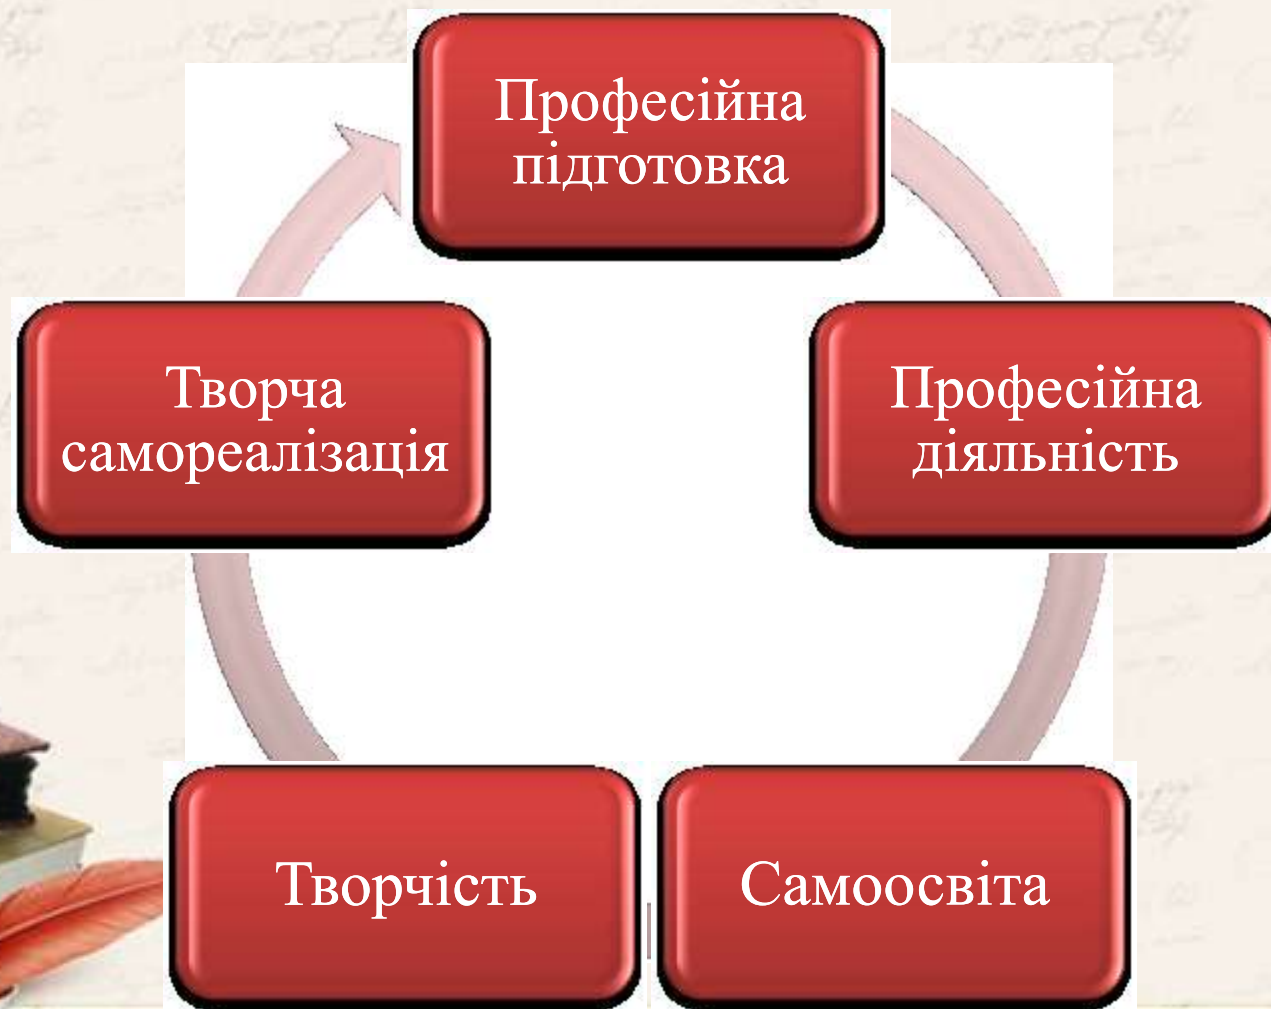 Професійна
підготовка
Професійна
діяльність
Самоосвіта
Творчість
Творча
самореалізація